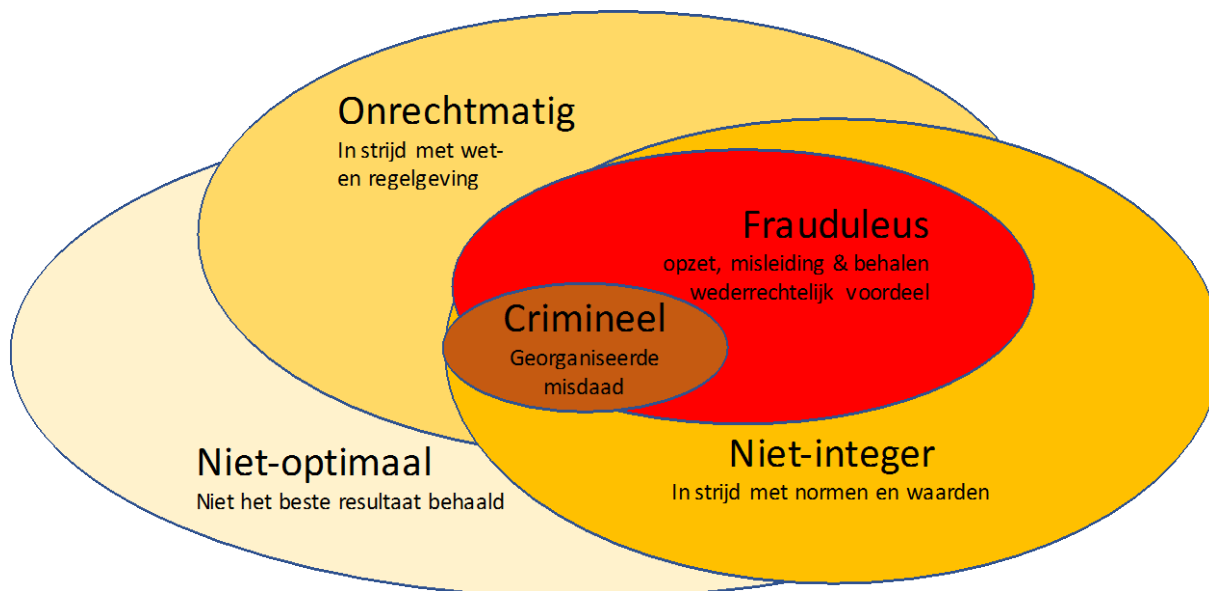 Onrechtmatig
In strijd met wet-
en regelgeving
Frauduleus
opzet, misleiding & behalen
wederrechtelijk voordeel
Crimineel
Georganiseerde
misdaad
Niet-optimaal
Niet het beste resultaat behaald
Niet-integer
In strijd met normen en waarden